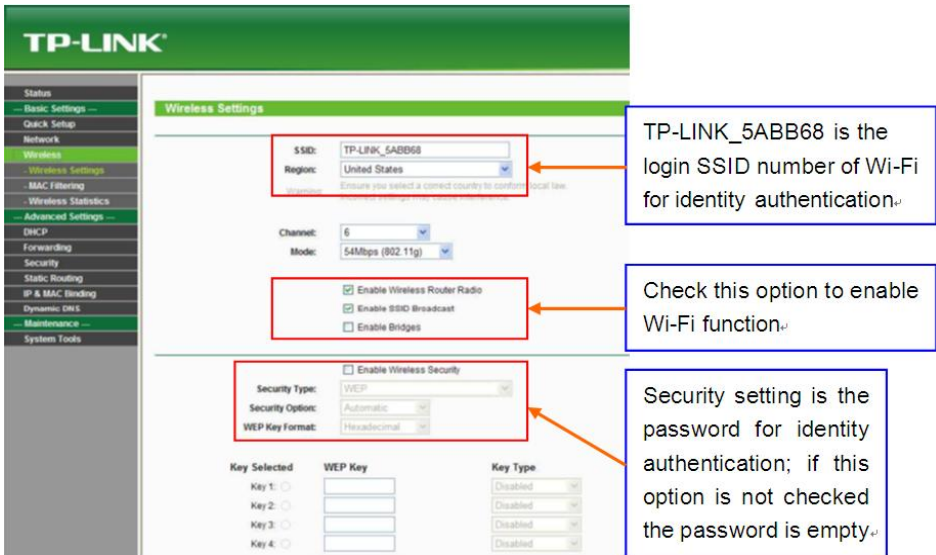 TP-LINK®
Status
--- Basic Settings ---
Quick Setup
Network
Wireless
- Wireless Settings
- MAC Filtering
- Wireless Statistics
--- Advanced Settings ---
DHCP
Forwarding
Security
Static Routing
IP & MAC Binding
Dynamic DNS
--- Maintenance ---
System Tools
Wireless Settings
SSID: TP-LINK_5ABB68
Region: United States
Warning: Ensure you select a correct country to conform local law.
Incorrect settings may cause interference.
Channel: 6
Mode: 54Mbps (802.11g)
Enable Wireless Router Radio
Enable SSID Broadcast
Enable Bridges
Enable Wireless Security
Security Type: WEP
Security Option: Automatic
WEP Key Format: Hexadecimal
Key Selected WEP Key Key Type
Key 1: Disabled
Key 2: Disabled
Key 3: Disabled
Key 4: Disabled
TP-LINK_5ABB68 is the
login SSID number of Wi-Fi
for identity authentication
Check this option to enable
Wi-Fi function
Security setting is the
password for identity
authentication; if this
option is not checked
the password is empty